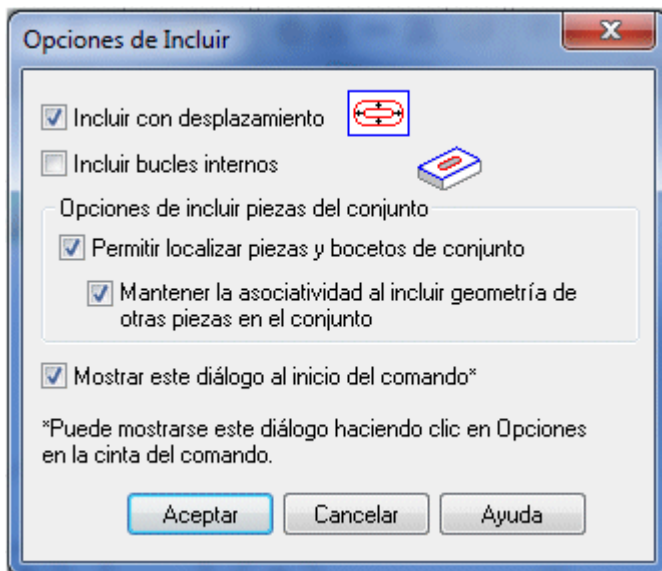 Opciones de Incluir
Incluir con desplazamiento
Incluir bucles internos
Opciones de incluir piezas del conjunto
Permitir localizar piezas y bocetos de conjunto
Mantener la asociatividad al incluir geometría de
otras piezas en el conjunto
Mostrar este diálogo al inicio del comando*
*Puede mostrarse este diálogo haciendo clic en Opciones
en la cinta del comando.
Aceptar Cancelar Ayuda